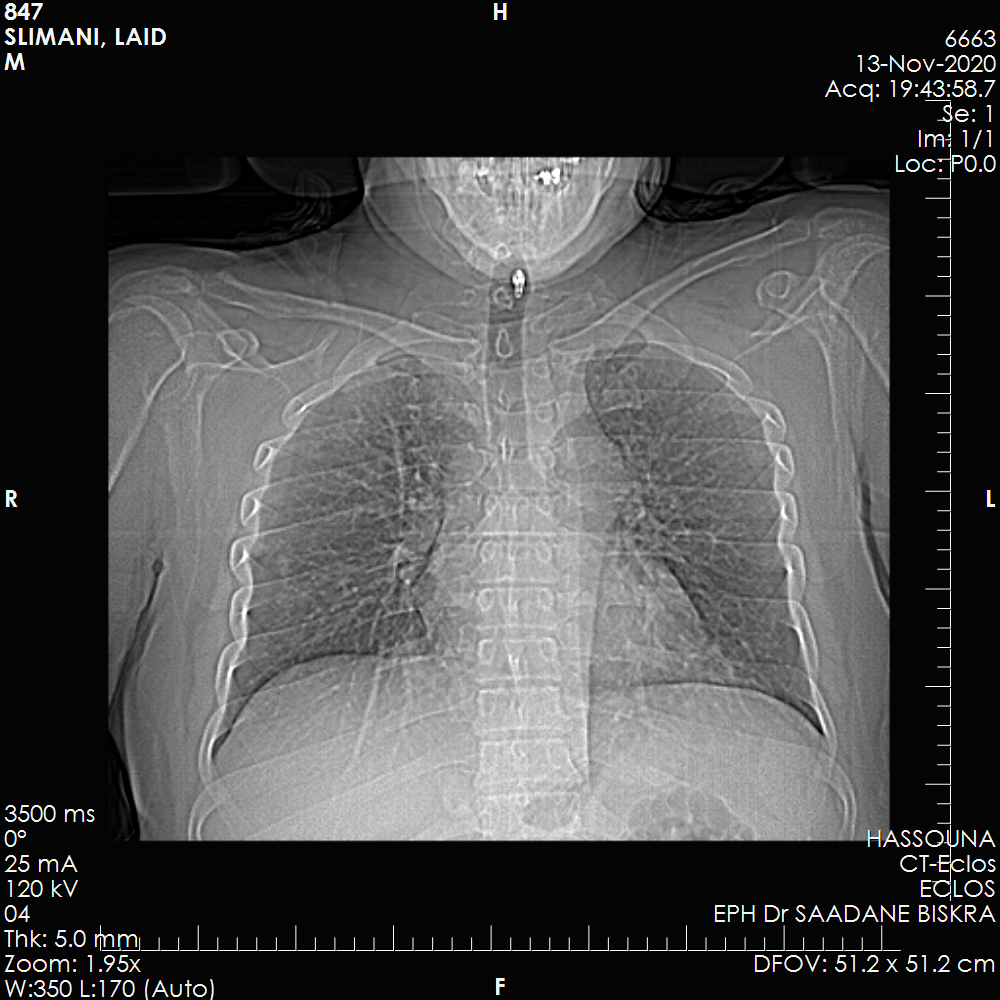 847
SLIMANI, LAID
M
H
6663
13-Nov-2020
Acq: 19:43:58.7
Se: 1
Im: 1/1
Loc: P0.0
R
L
3500 ms
0°
25 mA
120 kV
04
Thk: 5.0 mm
Zoom: 1.95x
W:350 L:170 (Auto)
F
HASSOUNA
CT-Eclos
ECLOS
EPH Dr SAADANE BISKRA
DFOV: 51.2 x 51.2 cm